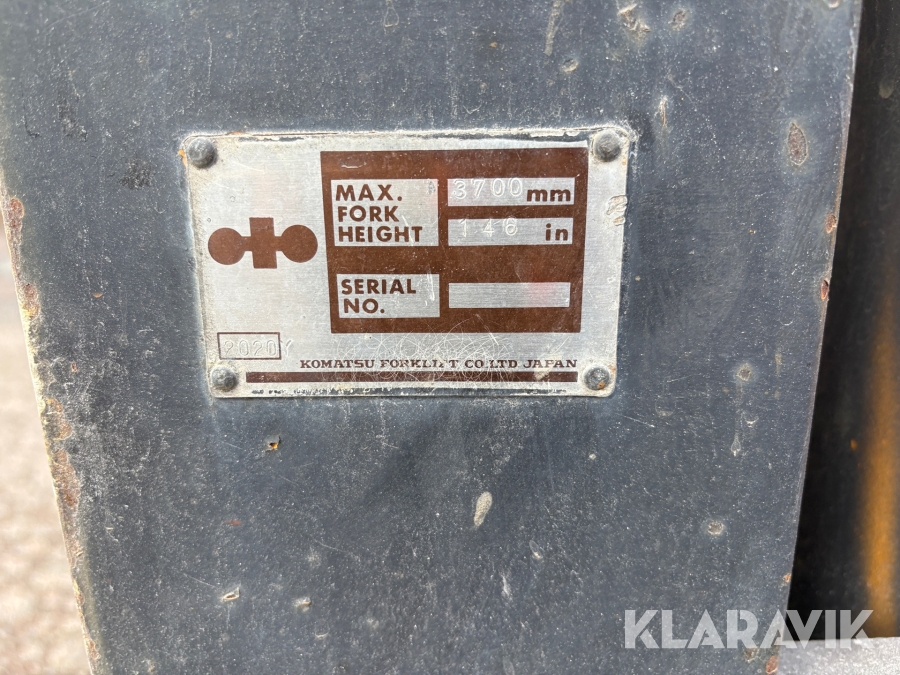 MAX. FORK HEIGHT
3700 mm
146 in
SERIAL NO.
KOMATSU FORKLIFT CO.LTD JAPAN
KLARAVIK